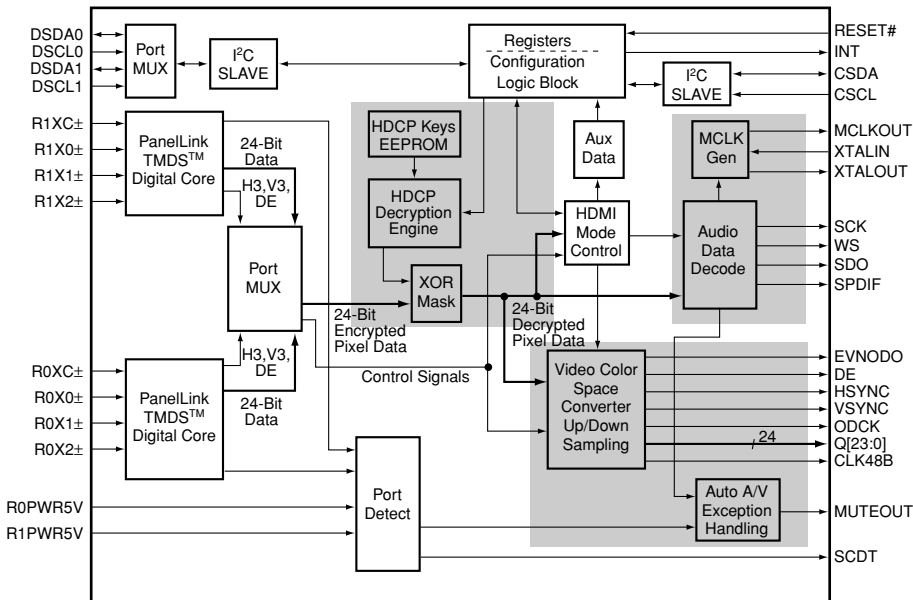 DSDA0
DSCL0
DSDA1
DSCL1
Port
MUX
I²C
SLAVE
Registers
Configuration
Logic Block
I²C
SLAVE
RESET#
INT
CSDA
CSCL
R1XC±
R1X0±
R1X1±
R1X2±
PanelLink
TMDS™
Digital Core
24-Bit
Data
H3,V3,
DE
HDCP Keys
EEPROM
HDCP
Decryption
Engine
XOR
Mask
Aux
Data
HDMI
Mode
Control
MCLK
Gen
Audio
Data
Decode
MCLKOUT
XTALIN
XTALOUT
SCK
WS
SDO
SPDIF
Port
MUX
24-Bit
Encrypted
Pixel Data
24-Bit
Decrypted
Pixel Data
Control Signals
R0XC±
R0X0±
R0X1±
R0X2±
PanelLink
TMDS™
Digital Core
H3,V3,
DE
24-Bit
Data
Video Color
Space
Converter
Up/Down
Sampling
EVNODO
DE
HSYNC
VSYNC
ODCK
24
Q[23:0]
CLK48B
R0PWR5V
R1PWR5V
Port
Detect
Auto A/V
Exception
Handling
MUTEOUT
SCDT